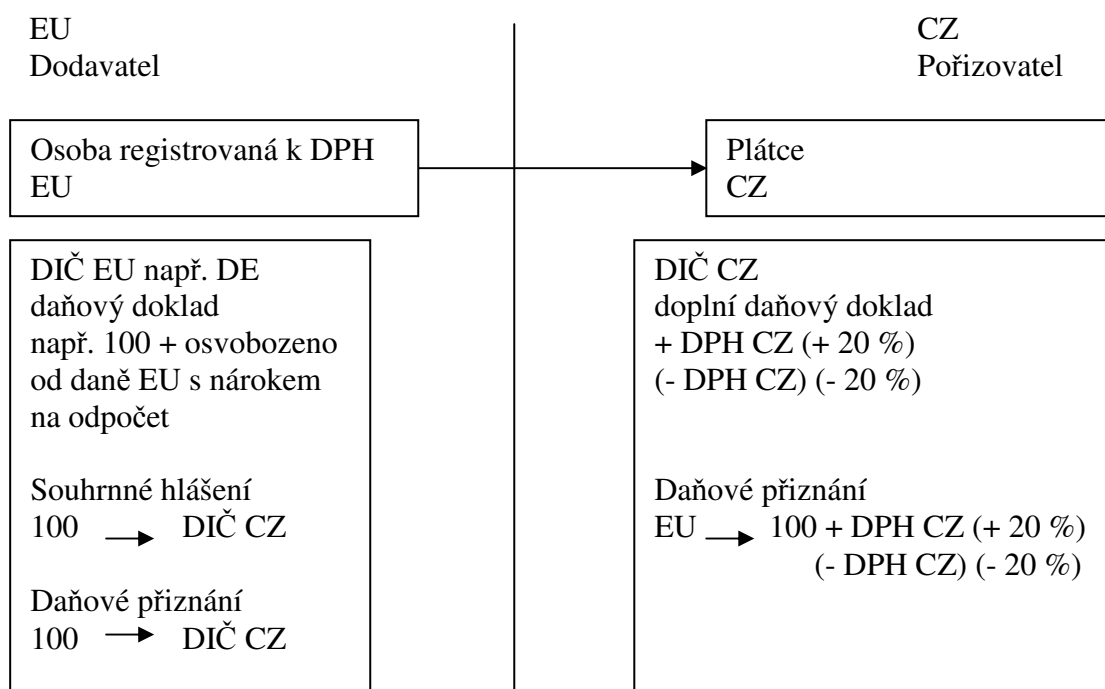 EU
Dodavatel
CZ
Pořizovatel
Osoba registrovaná k DPH
EU
Plátce
CZ
DIČ EU např. DE
daňový doklad
např. 100 + osvobozeno
od daně EU s nárokem
na odpočet
Souhrnné hlášení
100 → DIČ CZ
Daňové přiznání
100 → DIČ CZ
DIČ CZ
doplní daňový doklad
+ DPH CZ (+ 20 %)
(- DPH CZ) (- 20 %)
Daňové přiznání
EU → 100 + DPH CZ (+ 20 %)
(- DPH CZ) (- 20 %)